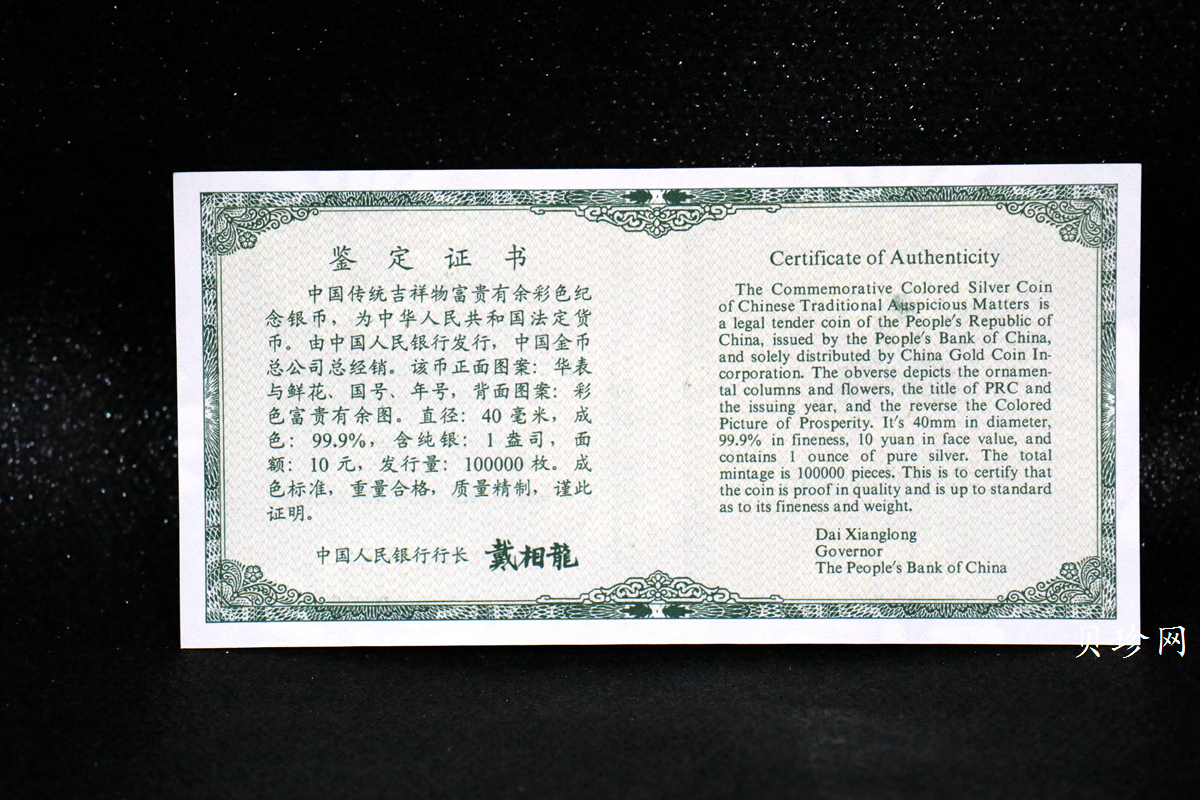 鉴定证书
中国传统吉祥物富贵有余彩色纪
念银币，为中华人民共和国法定货
币。由中国人民银行发行，中国金币
总公司总经销。该币正面图案：华表
与鲜花、国号、年号，背面图案：彩
色富贵有余图。直径：40毫米，成
色：99.9%，含纯银：1盎司，面
额：10元，发行量：100000枚。成
色标准，重量合格，质量精制，谨此
证明。
中国人民银行行长 戴相龍
Certificate of Authenticity
The Commemorative Colored Silver Coin
of Chinese Traditional Auspicious Matters is
a legal tender coin of the People's Republic of
China, issued by the People's Bank of China,
and solely distributed by China Gold Coin In-
corporation. The obverse depicts the ornamen-
tal columns and flowers, the title of PRC and
the issuing year, and the reverse the Colored
Picture of Prosperity. It's 40mm in diameter,
99.9% in fineness, 10 yuan in face value, and
contains 1 ounce of pure silver. The total
mintage is 100000 pieces. This is to certify that
the coin is proof in quality and is up to standard
as to its fineness and weight.
Dai Xianglong
Governor
The People's Bank of China
贝珍网